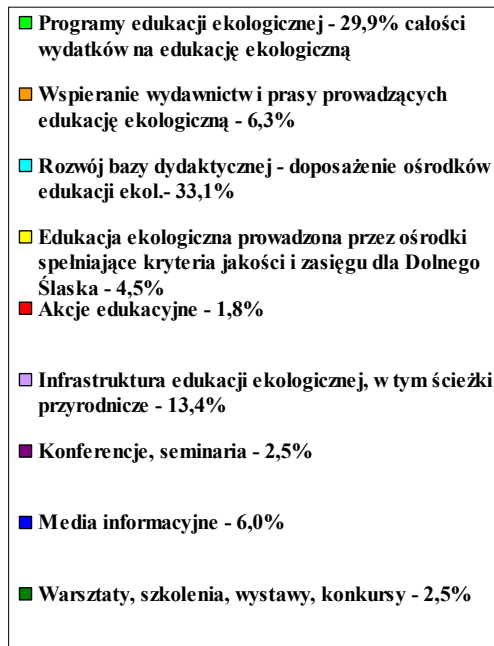 Programy edukacji ekologicznej - 29,9% całości
wydatków na edukację ekologiczną
Wspieranie wydawnictw i prasy prowadzących
edukację ekologiczną - 6,3%
Rozwój bazy dydaktycznej - doposażenie ośrodków
edukacji ekol.- 33,1%
Edukacja ekologiczna prowadzona przez ośrodki
spełniające kryteria jakości i zasięgu dla Dolnego
Ślaska - 4,5%
Akcje edukacyjne - 1,8%
Infrastruktura edukacji ekologicznej, w tym ścieżki
przyrodnicze - 13,4%
Konferencje, seminaria - 2,5%
Media informacyjne - 6,0%
Warsztaty, szkolenia, wystawy, konkursy - 2,5%